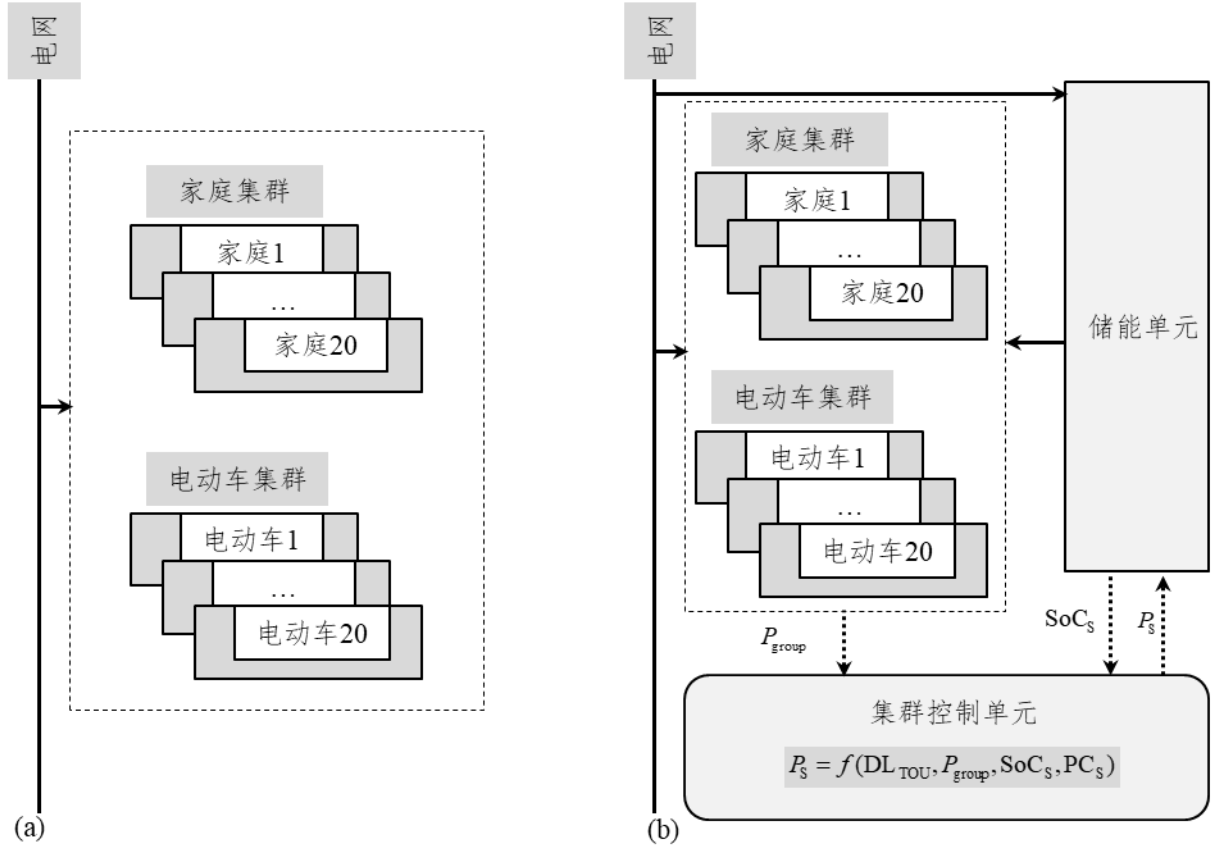 电网
家庭集群
家庭1
…
家庭20
电动车集群
电动车1
…
电动车20
(a)
电网
家庭集群
家庭1
…
家庭20
电动车集群
电动车1
…
电动车20
储能单元
P_group
SoC_S
P_S
集群控制单元
P_S = f(DL_TOU, P_group, SoC_S, PC_S)
(b)